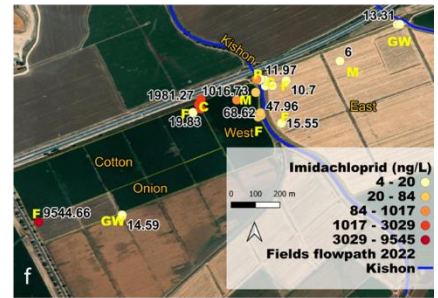 13.31
GW
Kishon
6
M
P
11.97
G
P
10.7
1981.27
1016.73
C
M
F
19.83
68.62
47.96
East
West
F
F
15.55
Cotton
Onion
F
9544.66
GW
14.59
Imidachloprid (ng/L)
4 - 20
20 - 84
84 - 1017
1017 - 3029
3029 - 9545
Fields flowpath 2022
Kishon
0 100 200 m
f